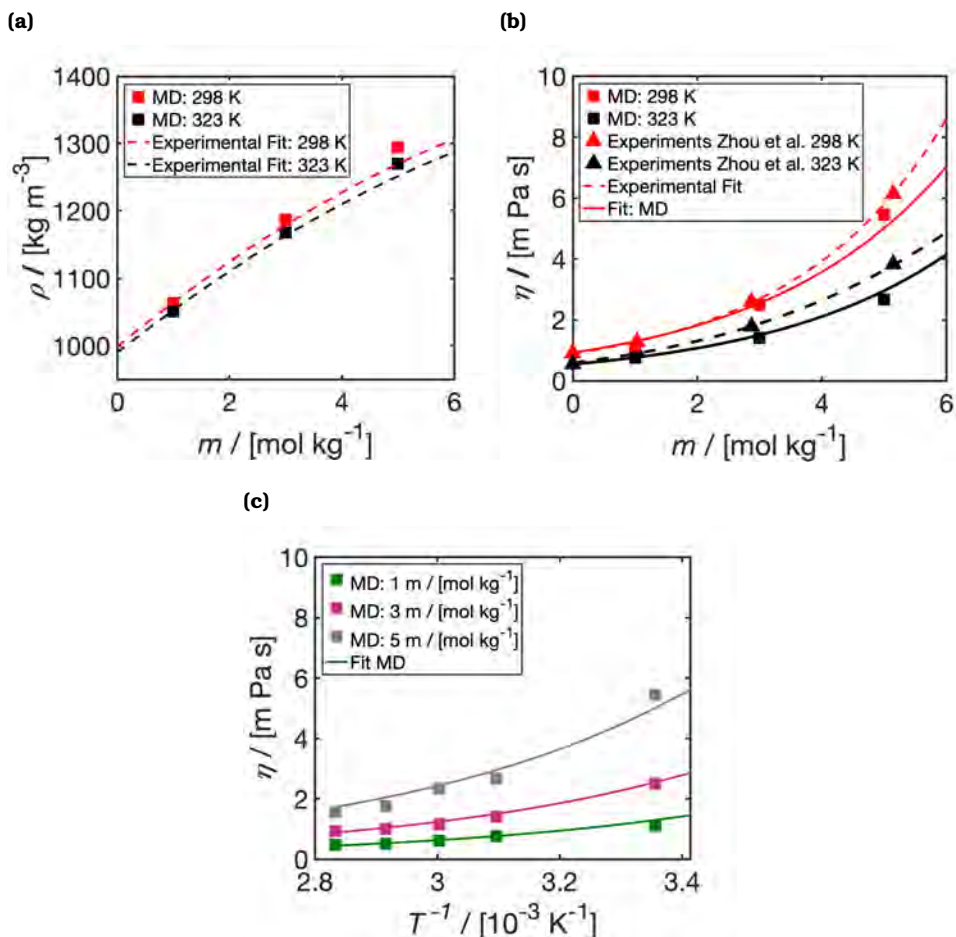 (a)
1400
1300
1200
1100
1000
ρ / [kg m⁻³]
MD: 298 K
MD: 323 K
Experimental Fit: 298 K
Experimental Fit: 323 K
0 2 4 6
m / [mol kg⁻¹]
(b)
10
8
6
4
2
0
η / [m Pa s]
MD: 298 K
MD: 323 K
Experiments Zhou et al. 298 K
Experiments Zhou et al. 323 K
Experimental Fit
Fit: MD
0 2 4 6
m / [mol kg⁻¹]
(c)
10
8
6
4
2
0
η / [m Pa s]
MD: 1 m / [mol kg⁻¹]
MD: 3 m / [mol kg⁻¹]
MD: 5 m / [mol kg⁻¹]
Fit MD
2.8 3 3.2 3.4
T⁻¹ / [10⁻³ K⁻¹]